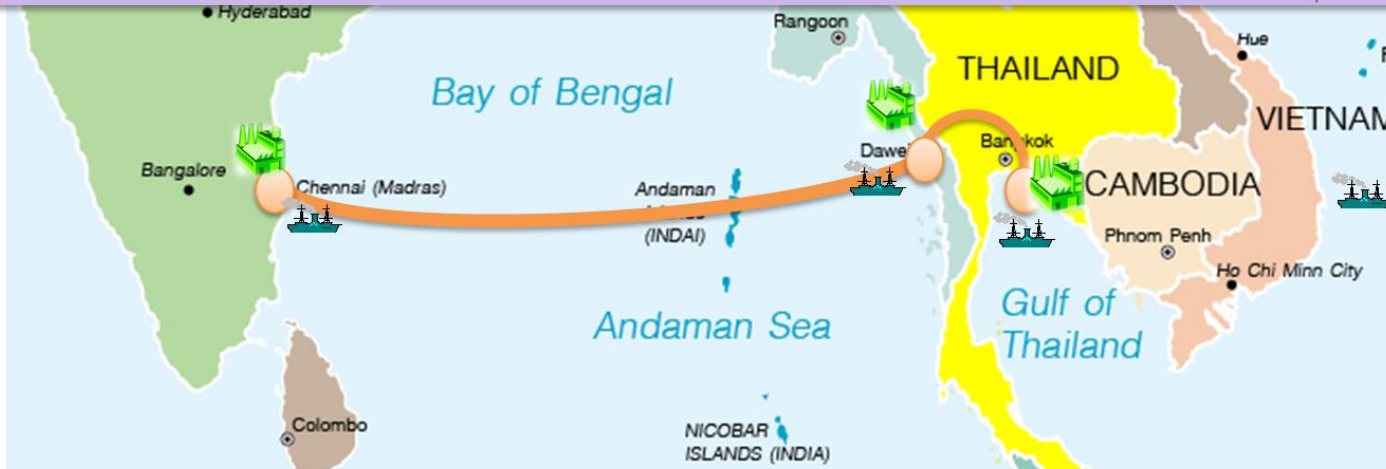 Hyderabad
Rangoon
Hue
THAILAND
Bay of Bengal
VIETNAM
Bangkok
Bangalore
Chennai (Madras)
Andaman
(INDAI)
CAMBODIA
Phnom Penh
Ho Chi Minn City
Gulf of
Thailand
Andaman Sea
Colombo
NICOBAR
ISLANDS (INDIA)